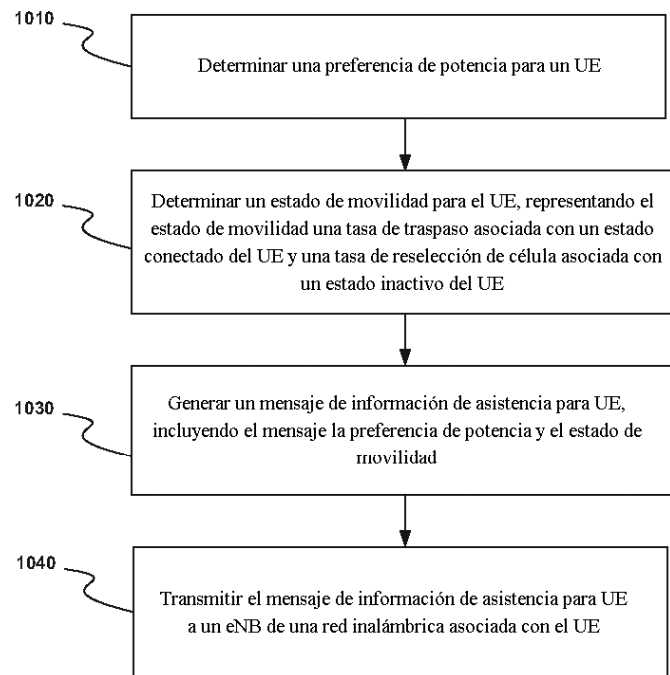 1010
Determinar una preferencia de potencia para un UE
1020
Determinar un estado de movilidad para el UE, representando el
estado de movilidad una tasa de traspaso asociada con un estado
conectado del UE y una tasa de reselección de célula asociada con
un estado inactivo del UE
1030
Generar un mensaje de información de asistencia para UE,
incluyendo el mensaje la preferencia de potencia y el estado de
movilidad
1040
Transmitir el mensaje de información de asistencia para UE
a un eNB de una red inalámbrica asociada con el UE